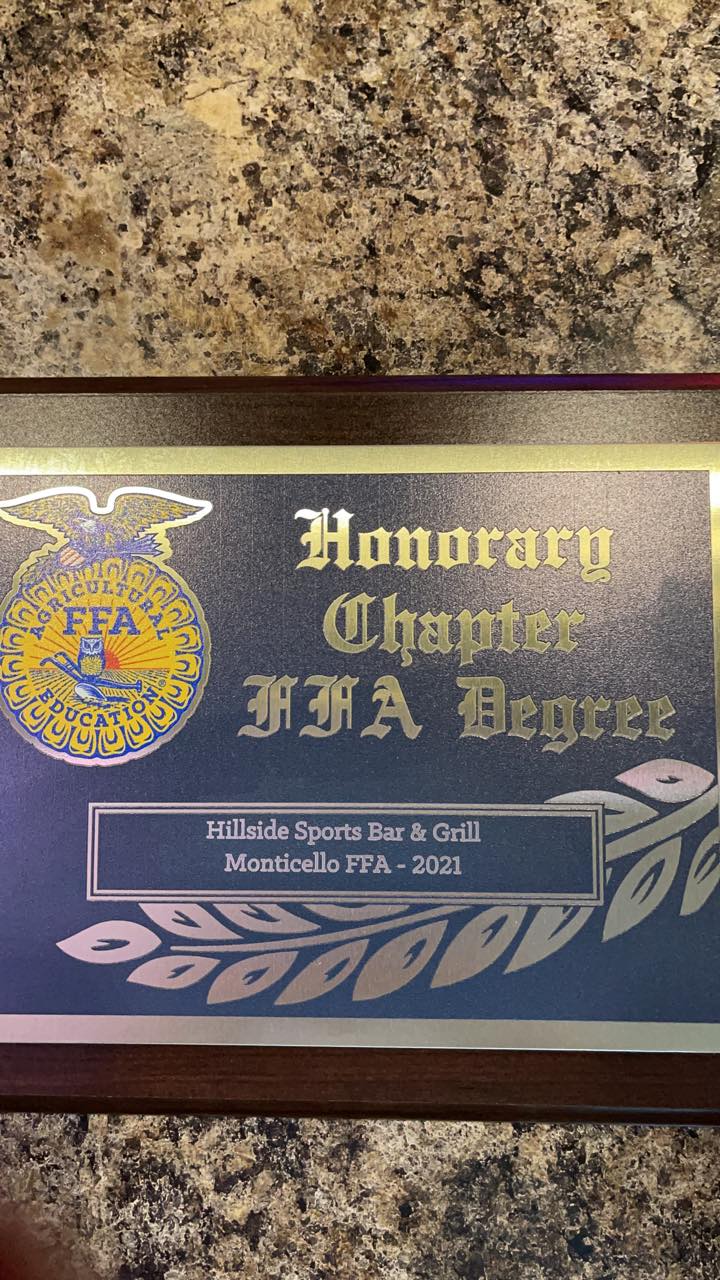 AGRICULTURAL
FFA
EDUCATION®
Honorary
Chapter
FFA Degree
Hillside Sports Bar & Grill
Monticello FFA - 2021